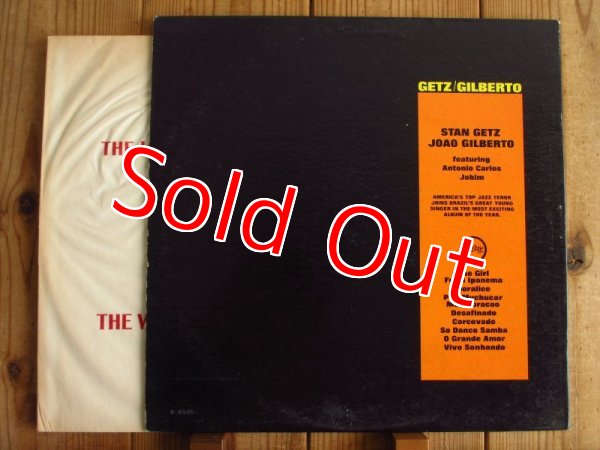 GETZ/GILBERTO
STAN GETZ
JOAO GILBERTO
featuring
Antonio Carlos
Jobim
AMERICA'S TOP JAZZ TENOR
JOINS BRAZIL'S GREAT YOUNG
SINGER IN THE MOST EXCITING
ALBUM OF THE YEAR.
Girl
Ipanema
Desafinado
Corcovado
So Danco Samba
O Grande Amor
Vivo Sonhando
THE
THE
Sold Out